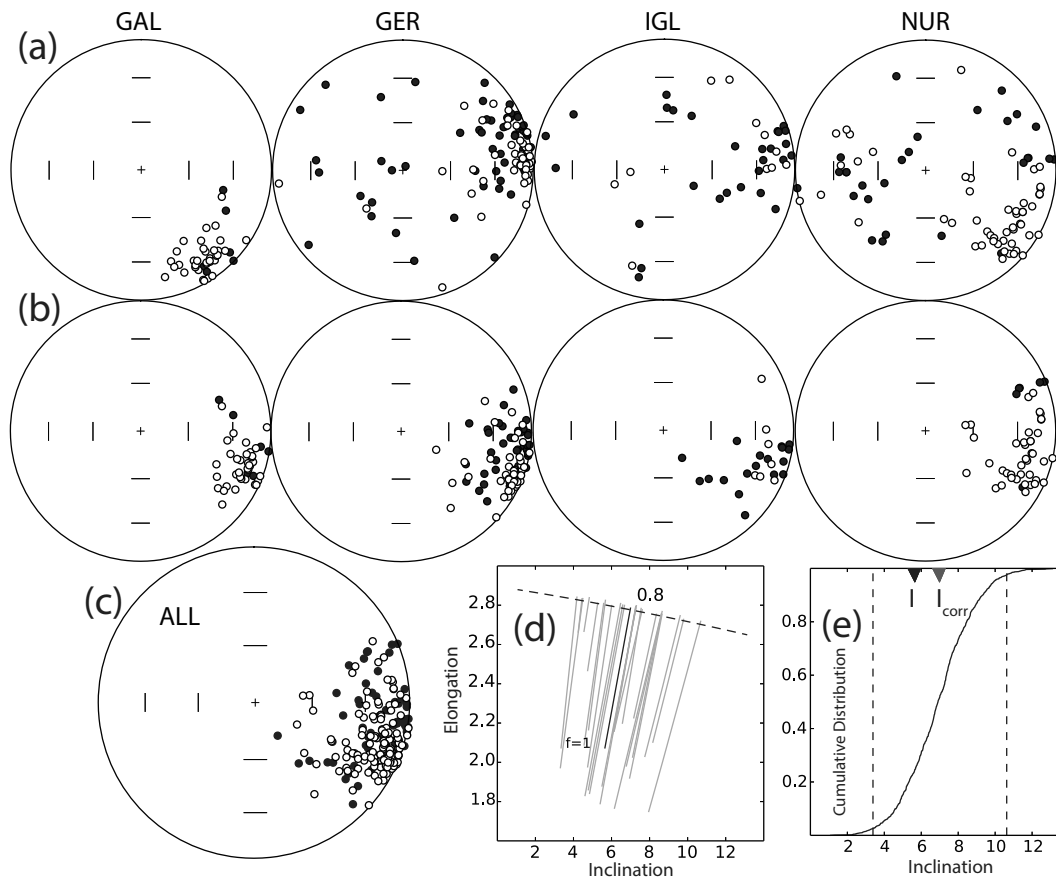 GAL GER IGL NUR
(a)
(b)
(c)
ALL
(d)
0.8
f=1
Elongation
2.8
2.6
2.4
2.2
2.0
1.8
2 4 6 8 10 12
Inclination
(e)
I I corr
Cumulative Distribution
0.8
0.6
0.4
0.2
2 4 6 8 10 12
Inclination